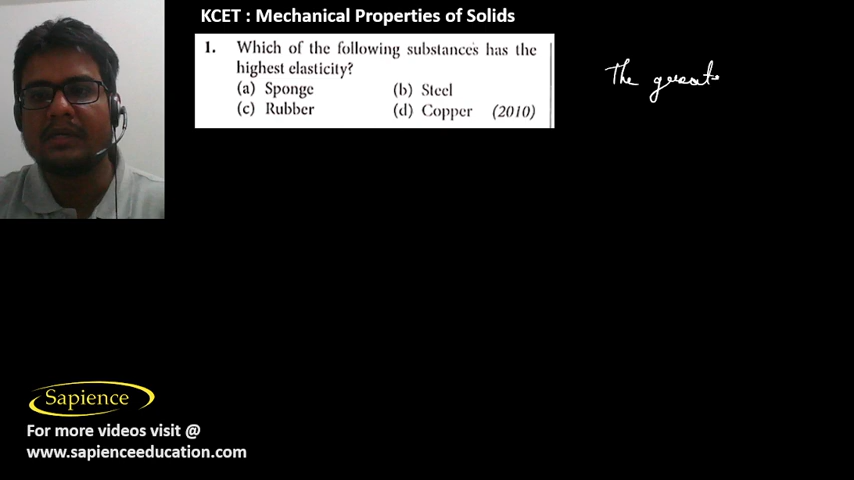 KCET : Mechanical Properties of Solids
1. Which of the following substances has the
highest elasticity?
(a) Sponge (b) Steel
(c) Rubber (d) Copper (2010)
The great
Sapience
For more videos visit @
www.sapienceeducation.com